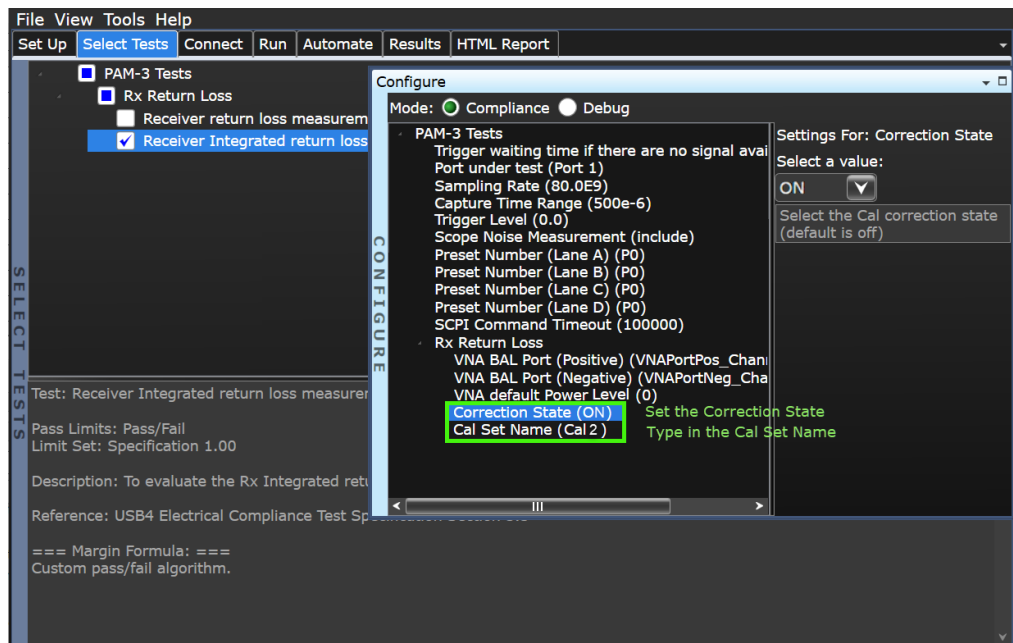 File View Tools Help
Set Up Select Tests Connect Run Automate Results HTML Report
PAM-3 Tests
Rx Return Loss
Receiver return loss measurem
Receiver Integrated return loss
SELECT TESTS
Configure
Mode: Compliance Debug
CONFIGURE
PAM-3 Tests
Trigger waiting time if there are no signal avai
Port under test (Port 1)
Sampling Rate (80.0E9)
Capture Time Range (500e-6)
Trigger Level (0.0)
Scope Noise Measurement (include)
Preset Number (Lane A) (P0)
Preset Number (Lane B) (P0)
Preset Number (Lane C) (P0)
Preset Number (Lane D) (P0)
SCPI Command Timeout (100000)
Rx Return Loss
VNA BAL Port (Positive) (VNAPortPos_Chan
VNA BAL Port (Negative) (VNAPortNeg_Cha
VNA default Power Level (0)
Correction State (ON) Set the Correction State
Cal Set Name (Cal2) Type in the Cal Set Name
Settings For: Correction State
Select a value:
ON
Select the Cal correction state
(default is off)
Test: Receiver Integrated return loss measurer
Pass Limits: Pass/Fail
Limit Set: Specification 1.00
Description: To evaluate the Rx Integrated retu
Reference: USB4 Electrical Compliance Test Sp
=== Margin Formula: ===
Custom pass/fail algorithm.